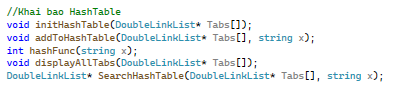 //Khai bao HashTable
void initHashTable(DoubleLinkList* Tabs[]);
void addToHashTable(DoubleLinkList* Tabs[], string x);
int hashFunc(string x);
void displayAllTabs(DoubleLinkList* Tabs[]);
DoubleLinkList* SearchHashTable(DoubleLinkList* Tabs[], string x);